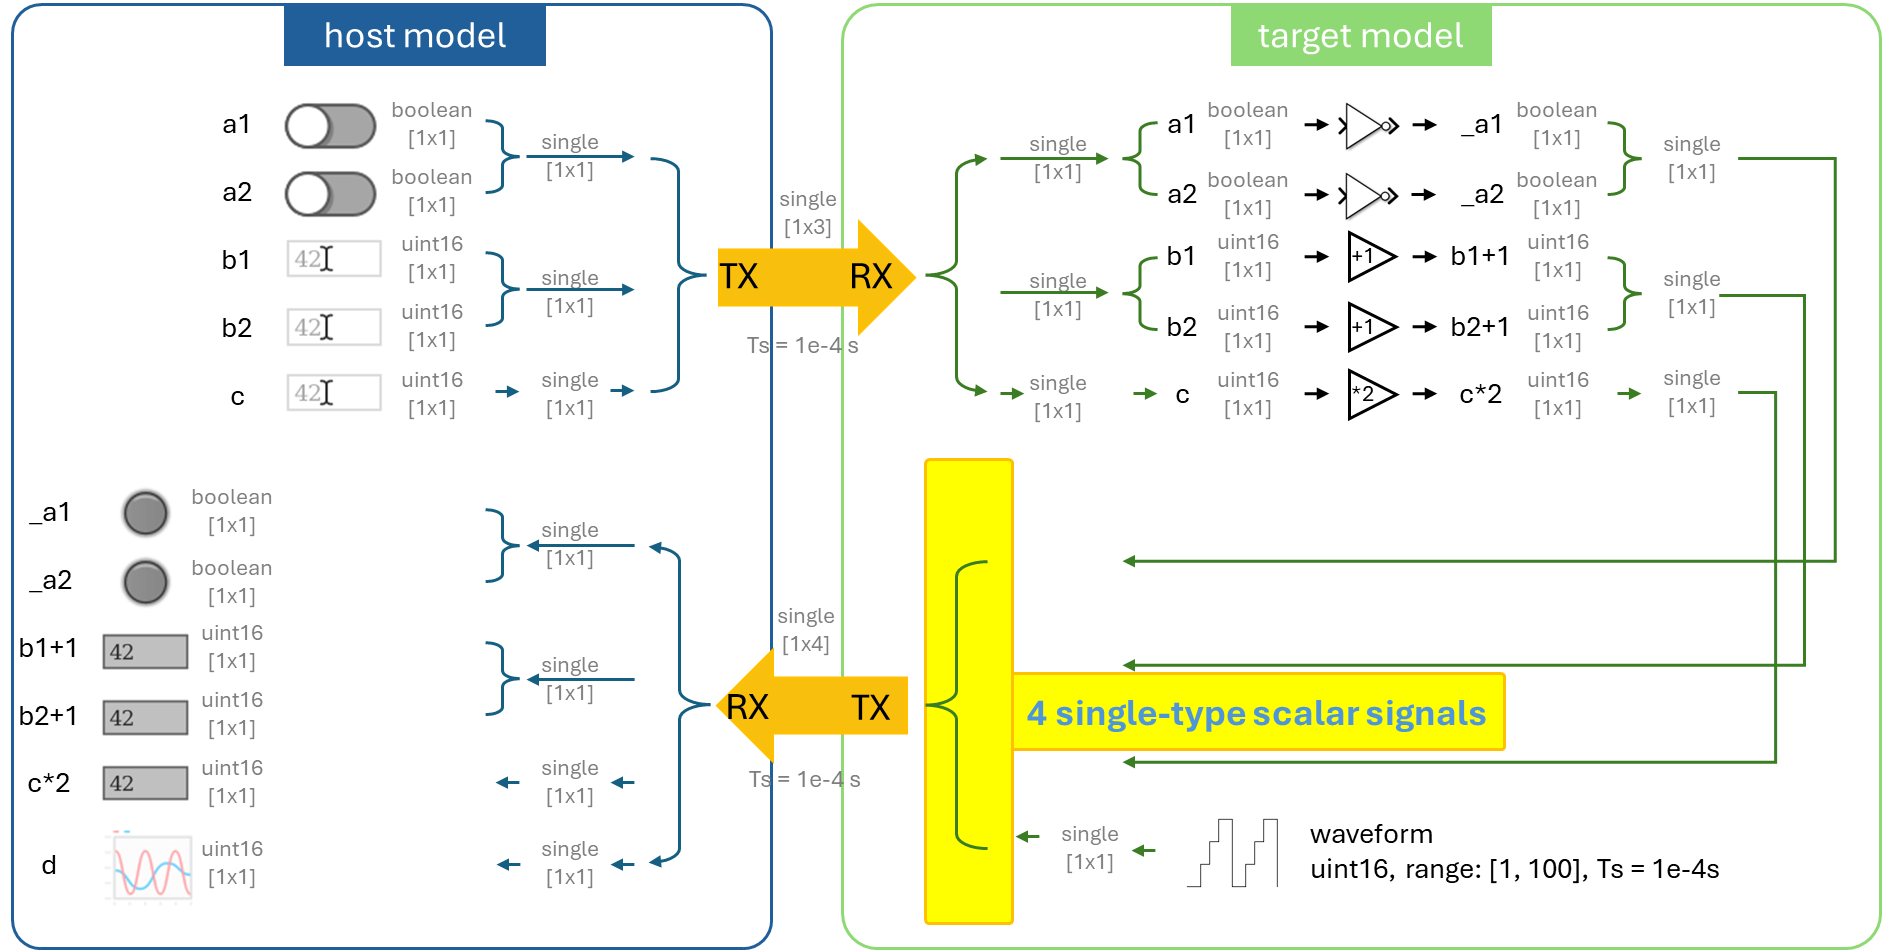 host model
a1
boolean
[1x1]
a2
boolean
[1x1]
single
[1x1]
b1
42
uint16
[1x1]
b2
42
uint16
[1x1]
single
[1x1]
c
42
uint16
[1x1]
single
[1x1]
single
[1x3]
TX
RX
Ts = 1e-4 s
target model
single
[1x1]
a1
boolean
[1x1]
_a1
boolean
[1x1]
a2
boolean
[1x1]
_a2
boolean
[1x1]
single
[1x1]
single
[1x1]
b1
uint16
[1x1]
+1
b1+1
uint16
[1x1]
b2
uint16
[1x1]
+1
b2+1
uint16
[1x1]
single
[1x1]
single
[1x1]
c
uint16
[1x1]
*2
c*2
uint16
[1x1]
single
[1x1]
_a1
boolean
[1x1]
_a2
boolean
[1x1]
single
[1x1]
b1+1
42
uint16
[1x1]
b2+1
42
uint16
[1x1]
single
[1x1]
c*2
42
uint16
[1x1]
single
[1x1]
d
uint16
[1x1]
single
[1x1]
single
[1x4]
RX
TX
Ts = 1e-4 s
4 single-type scalar signals
single
[1x1]
waveform
uint16, range: [1, 100], Ts = 1e-4s